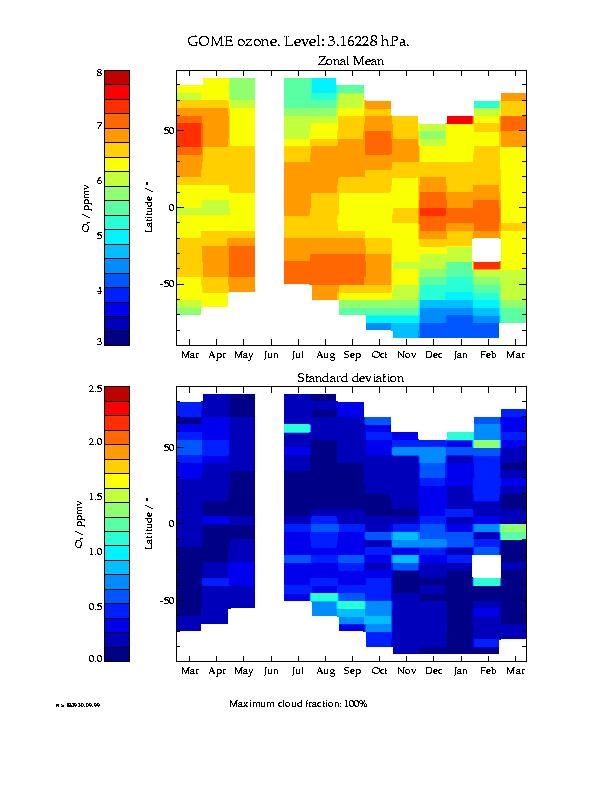 GOME ozone. Level: 3.16228 hPa.
Zonal Mean
8
7
6
5
4
3
O₃ / ppmv
Latitude / °
50
0
-50
Mar Apr May Jun Jul Aug Sep Oct Nov Dec Jan Feb Mar
Standard deviation
2.5
2.0
1.5
1.0
0.5
0.0
O₃ / ppmv
Latitude / °
50
0
-50
Mar Apr May Jun Jul Aug Sep Oct Nov Dec Jan Feb Mar
Maximum cloud fraction: 100%